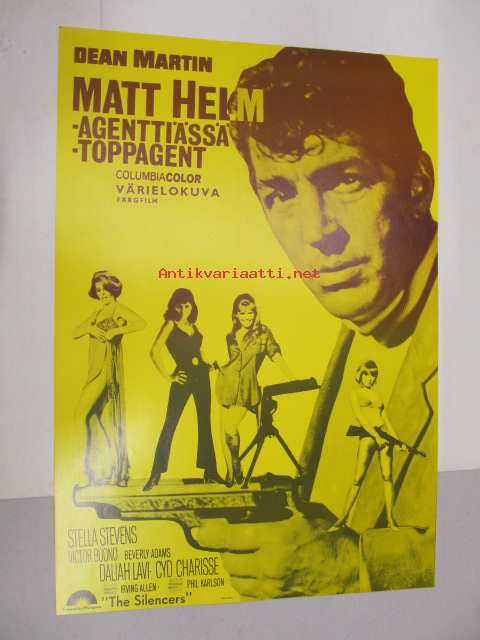 DEAN MARTIN
MATT HELM
-AGENTTIÄSSÄ
-TOPPAGENT
COLUMBIACOLOR
VÄRIELOKUVA
FÄRGFILM
Antikvariaatti.net
STELLA STEVENS
VICTOR BUONO BEVERLY ADAMS
DALIAH LAVI · CYD CHARISSE
IRVING ALLEN · PHIL KARLSON
"The Silencers"